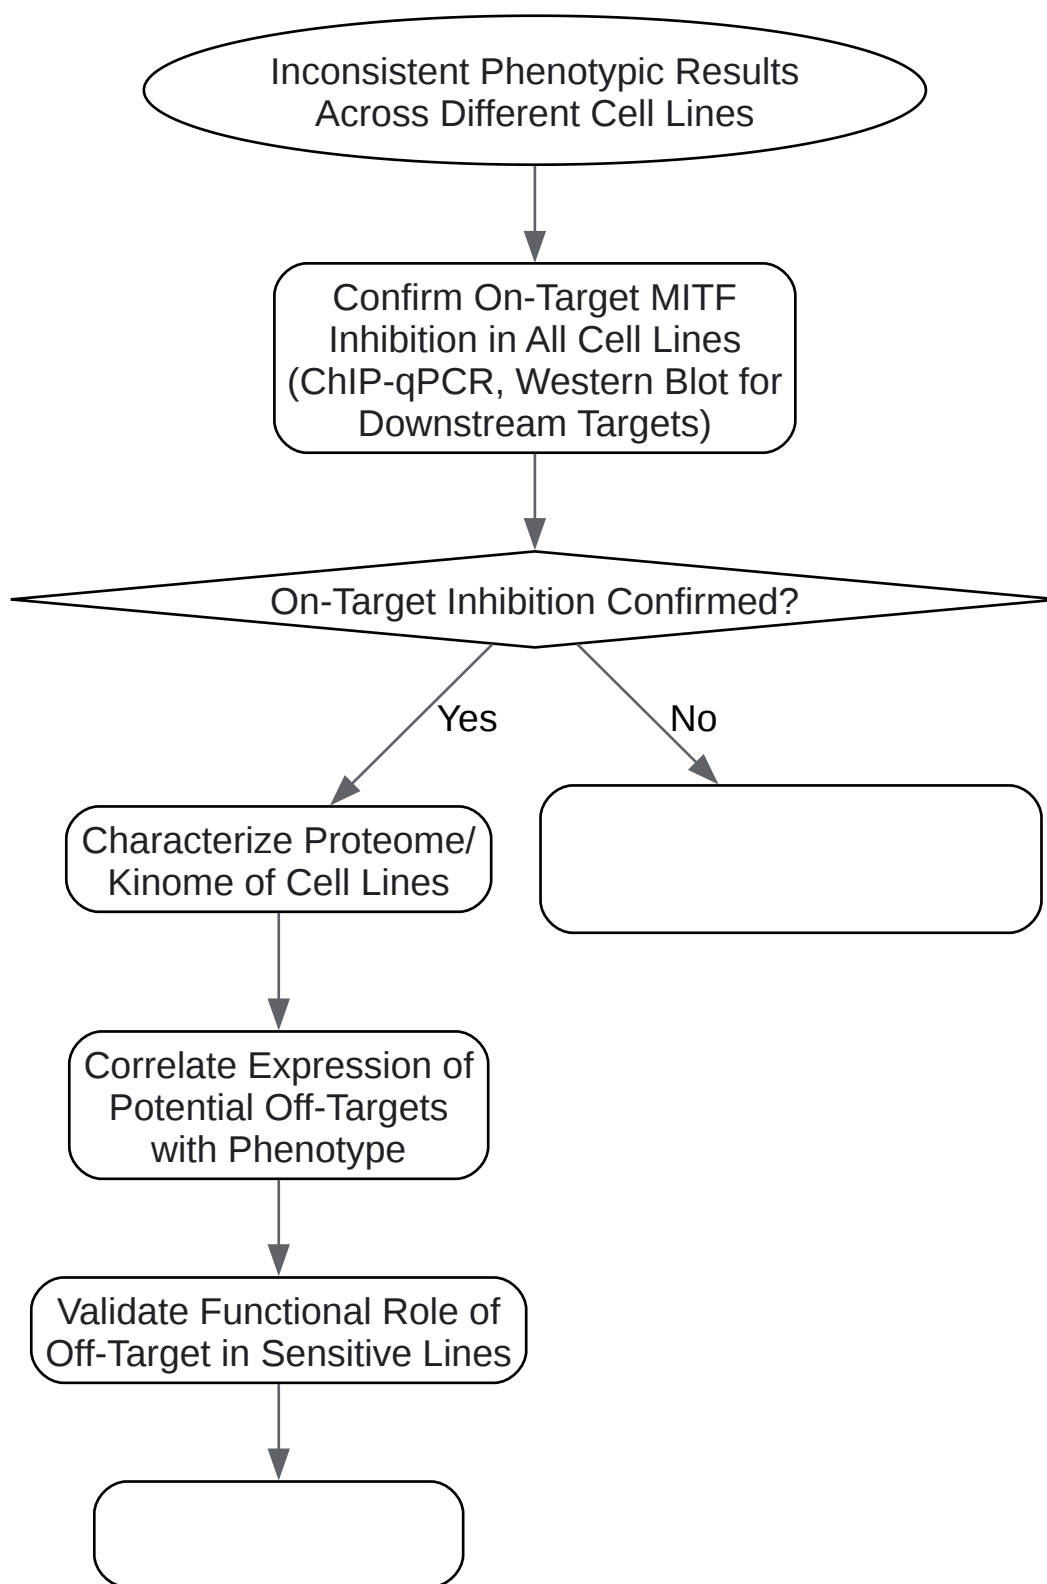 Inconsistent Phenotypic Results
Across Different Cell Lines
Confirm On-Target MITF
Inhibition in All Cell Lines
(ChIP-qPCR, Western Blot for
Downstream Targets)
On-Target Inhibition Confirmed?
Yes
No
Characterize Proteome/
Kinome of Cell Lines
Correlate Expression of
Potential Off-Targets
with Phenotype
Validate Functional Role of
Off-Target in Sensitive Lines